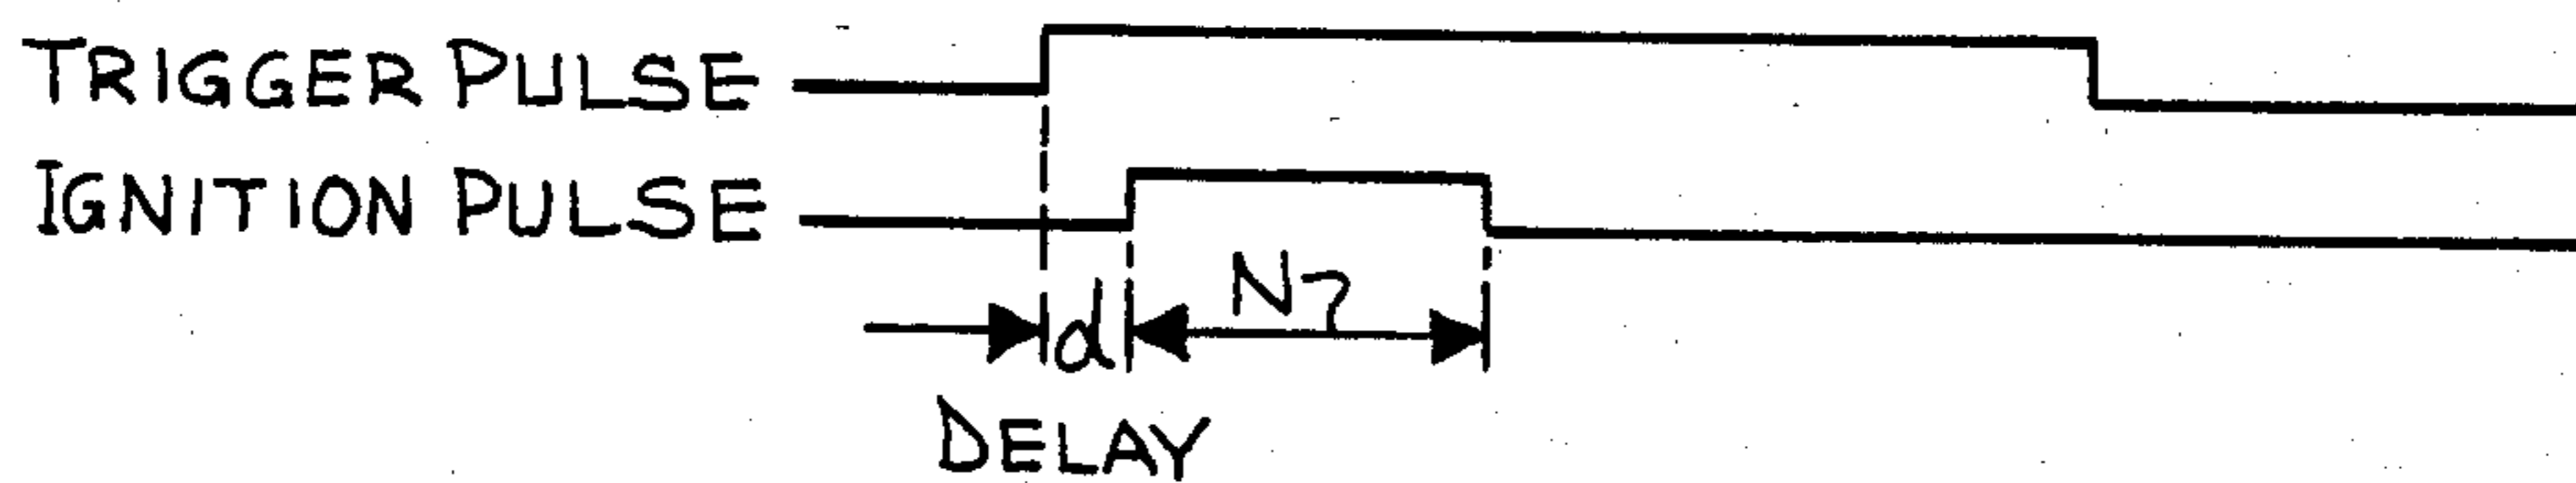 TRIGGER PULSE
IGNITION PULSE
d
N?
DELAY